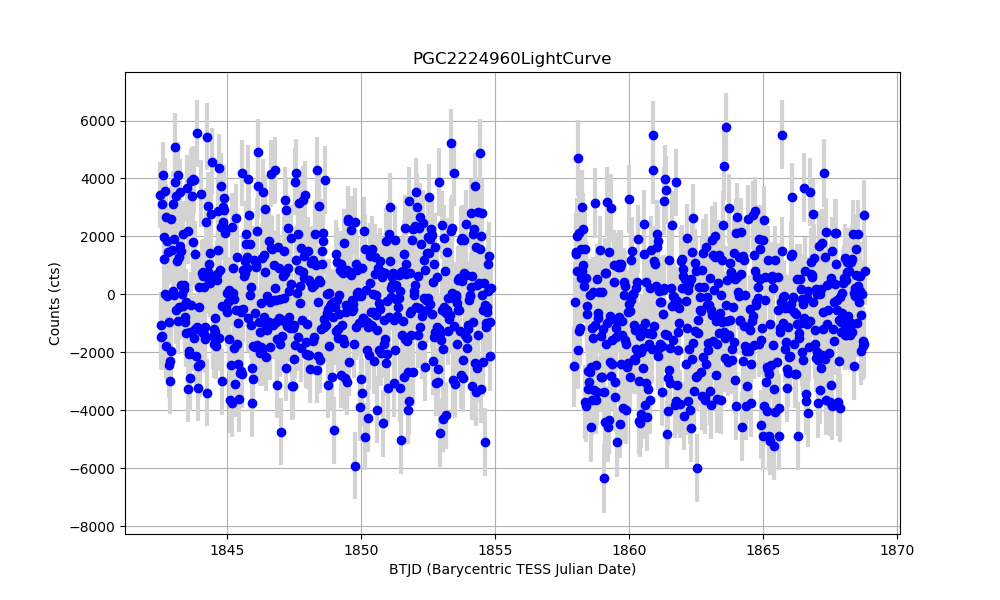 PGC2224960LightCurve
Counts (cts)
6000
4000
2000
0
−2000
−4000
−6000
−8000
1845 1850 1855 1860 1865 1870
BTJD (Barycentric TESS Julian Date)